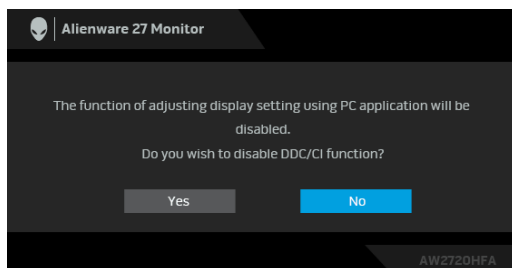 Alienware 27 Monitor
The function of adjusting display setting using PC application will be
disabled.
Do you wish to disable DDC/CI function?
Yes No
AW2720HFA